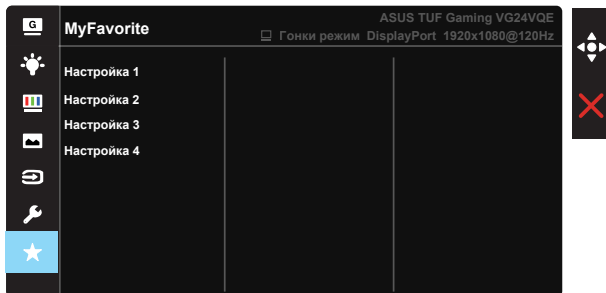 G
MyFavorite
ASUS TUF Gaming VG24VQE
Гонки режим DisplayPort 1920x1080@120Hz
Настройка 1
Настройка 2
Настройка 3
Настройка 4